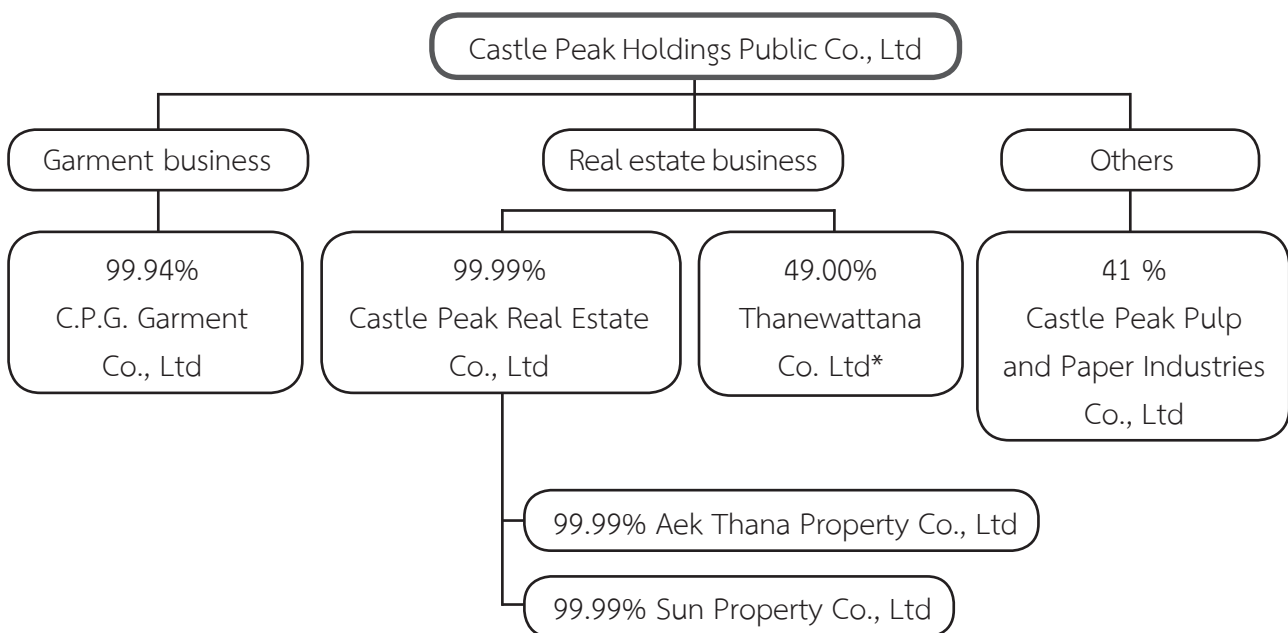 Castle Peak Holdings Public Co., Ltd
Garment business
Real estate business
Others
99.94%
C.P.G. Garment
Co., Ltd
99.99%
Castle Peak Real Estate
Co., Ltd
49.00%
Thanewattana
Co. Ltd*
41 %
Castle Peak Pulp
and Paper Industries
Co., Ltd
99.99% Aek Thana Property Co., Ltd
99.99% Sun Property Co., Ltd